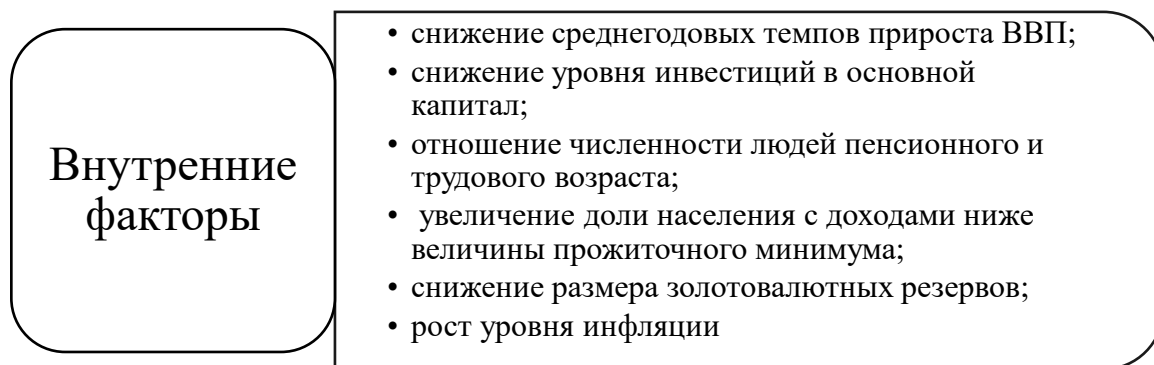 Внутренние
факторы
• снижение среднегодовых темпов прироста ВВП;
• снижение уровня инвестиций в основной
капитал;
• отношение численности людей пенсионного и
трудового возраста;
• увеличение доли населения с доходами ниже
величины прожиточного минимума;
• снижение размера золотовалютных резервов;
• рост уровня инфляции